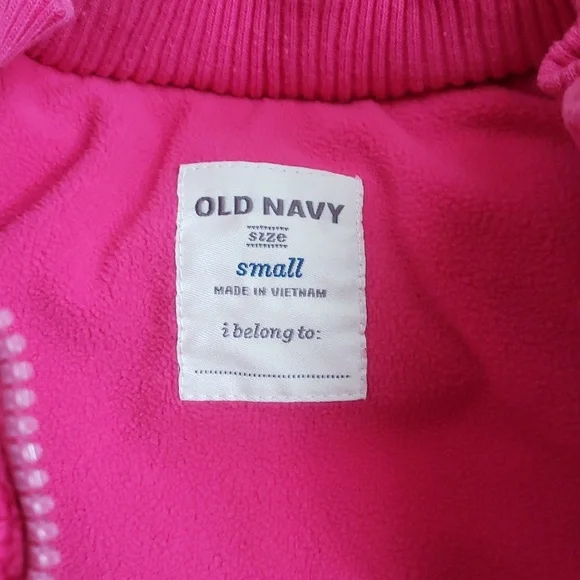 OLD NAVY
size
small
MADE IN VIETNAM
i belong to: